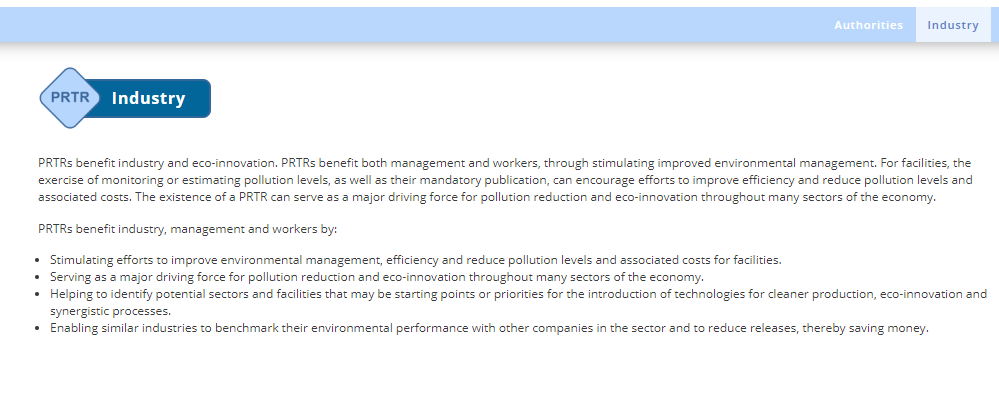 Authorities Industry
PRTR Industry
PRTRs benefit industry and eco-innovation. PRTRs benefit both management and workers, through stimulating improved environmental management. For facilities, the
exercise of monitoring or estimating pollution levels, as well as their mandatory publication, can encourage efforts to improve efficiency and reduce pollution levels and
associated costs. The existence of a PRTR can serve as a major driving force for pollution reduction and eco-innovation throughout many sectors of the economy.
PRTRs benefit industry, management and workers by:
• Stimulating efforts to improve environmental management, efficiency and reduce pollution levels and associated costs for facilities.
• Serving as a major driving force for pollution reduction and eco-innovation throughout many sectors of the economy.
• Helping to identify potential sectors and facilities that may be starting points or priorities for the introduction of technologies for cleaner production, eco-innovation and
synergistic processes.
• Enabling similar industries to benchmark their environmental performance with other companies in the sector and to reduce releases, thereby saving money.